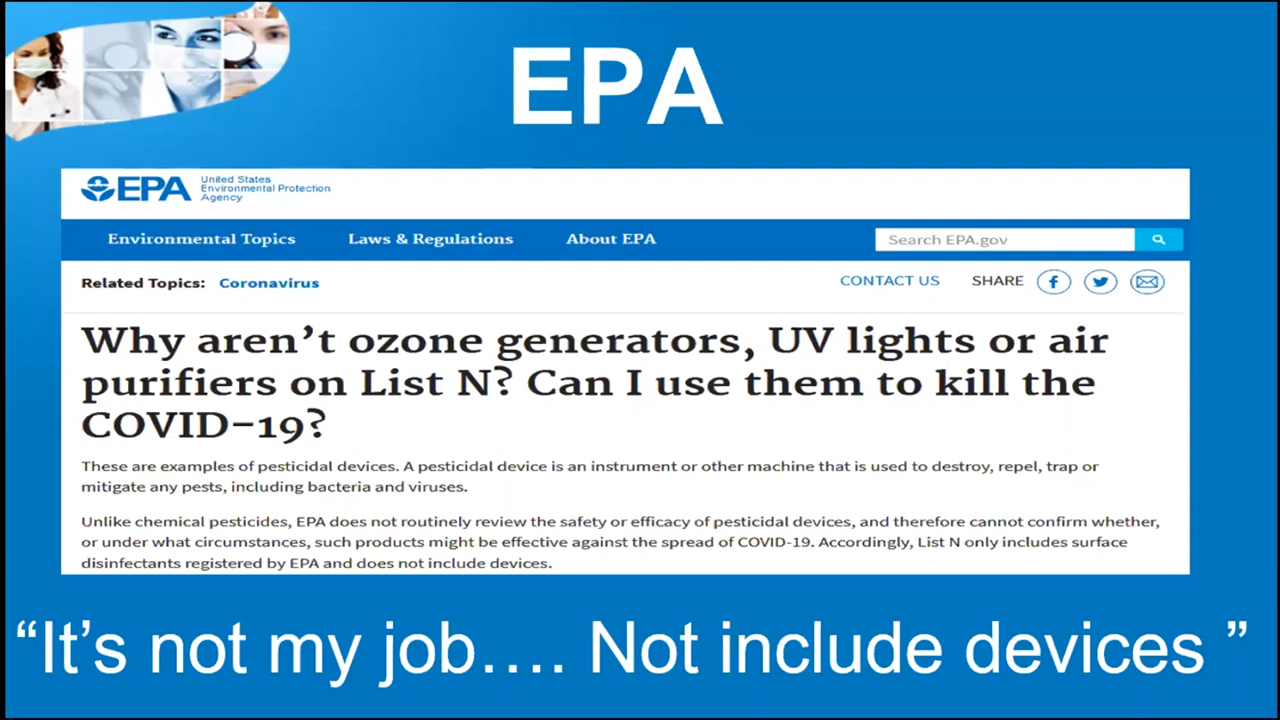 EPA
EPA
United States
Environmental Protection
Agency
Environmental Topics Laws & Regulations About EPA Search EPA.gov
Related Topics: Coronavirus CONTACT US SHARE
Why aren’t ozone generators, UV lights or air
purifiers on List N? Can I use them to kill the
COVID-19?
These are examples of pesticidal devices. A pesticidal device is an instrument or other machine that is used to destroy, repel, trap or
mitigate any pests, including bacteria and viruses.
Unlike chemical pesticides, EPA does not routinely review the safety or efficacy of pesticidal devices, and therefore cannot confirm whether,
or under what circumstances, such products might be effective against the spread of COVID-19. Accordingly, List N only includes surface
disinfectants registered by EPA and does not include devices.
“It’s not my job…. Not include devices ”